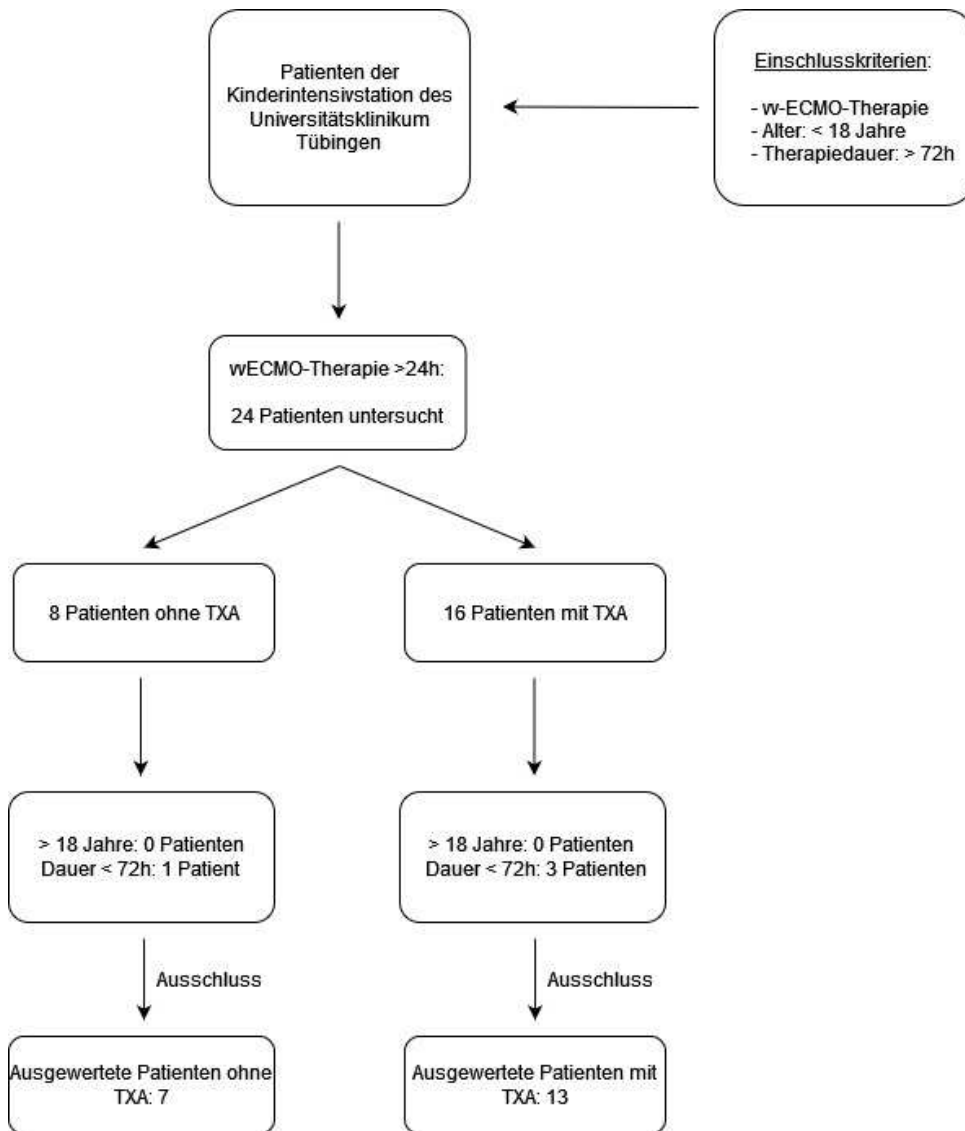 Patienten der
Kinderintensivstation des
Universitätsklinikum
Tübingen
Einschlusskriterien:
- vv-ECMO-Therapie
- Alter: < 18 Jahre
- Therapiedauer: > 72h
vvECMO-Therapie >24h:
24 Patienten untersucht
8 Patienten ohne TXA
16 Patienten mit TXA
> 18 Jahre: 0 Patienten
Dauer < 72h: 1 Patient
> 18 Jahre: 0 Patienten
Dauer < 72h: 3 Patienten
Ausschluss
Ausschluss
Ausgewertete Patienten ohne
TXA: 7
Ausgewertete Patienten mit
TXA: 13